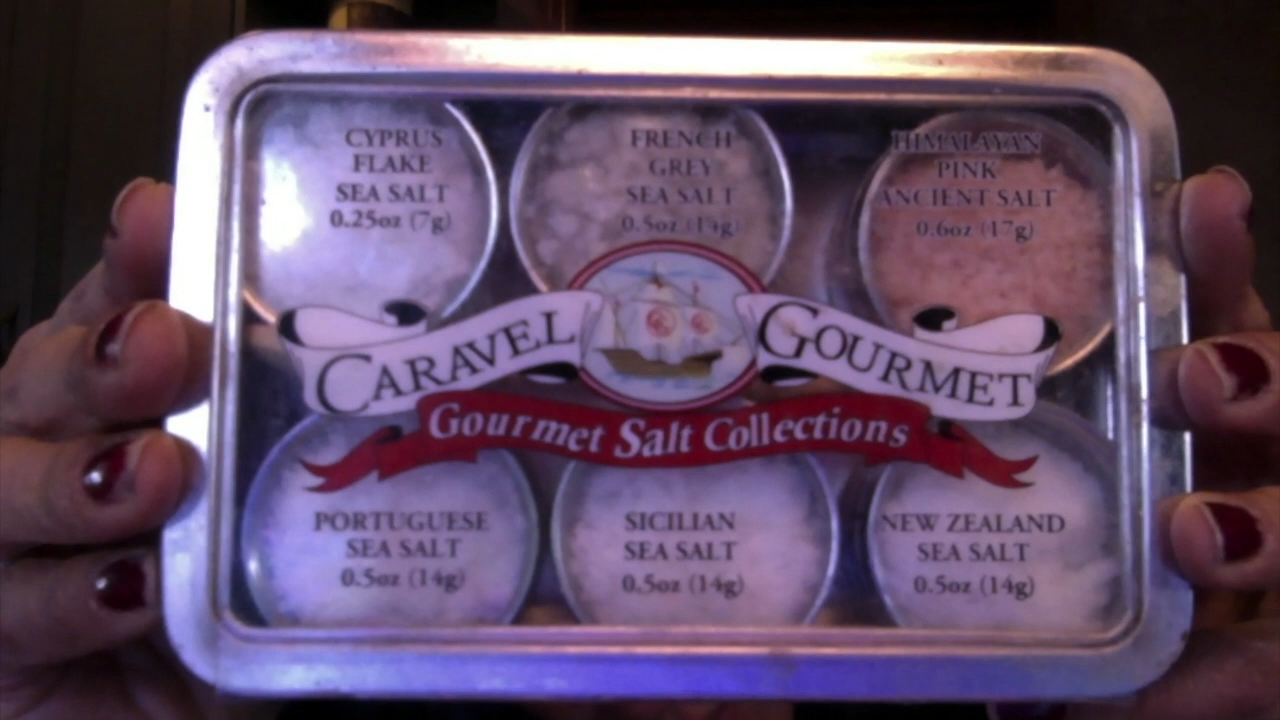 CYPRUS
FLAKE
SEA SALT
0.25oz (7g)
FRENCH
GREY
SEA SALT
0.5oz (14g)
HIMALAYAN
PINK
ANCIENT SALT
0.6oz (17g)
CARAVEL GOURMET
Gourmet Salt Collections
PORTUGUESE
SEA SALT
0.5oz (14g)
SICILIAN
SEA SALT
0.5oz (14g)
NEW ZEALAND
SEA SALT
0.5oz (14g)